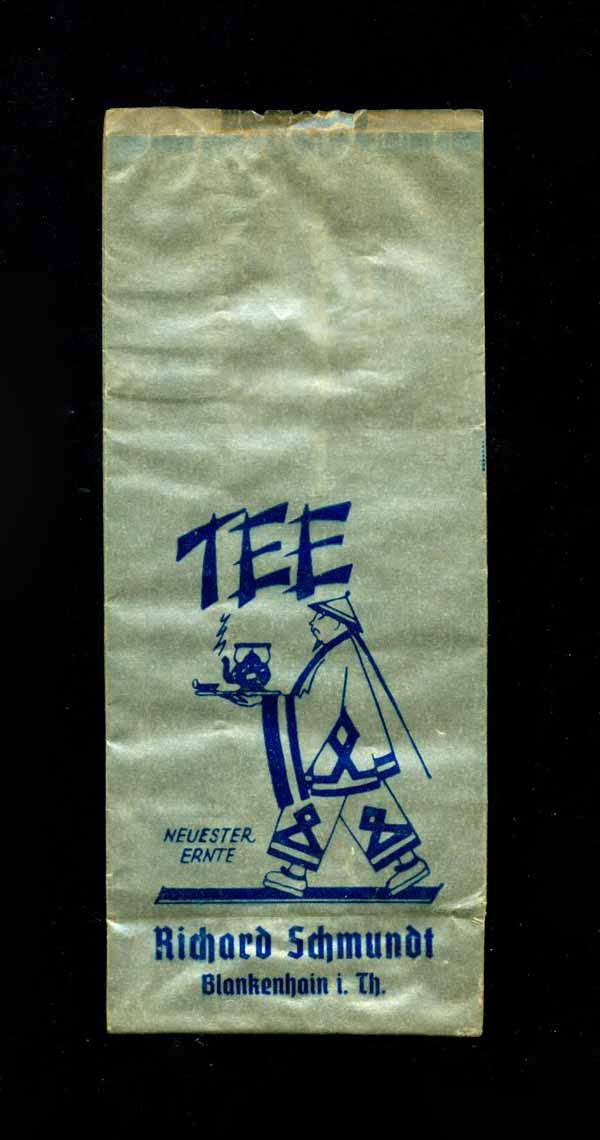 TEE
NEUESTER
ERNTE
Richard Schmundt
Blankenhain i. Th.